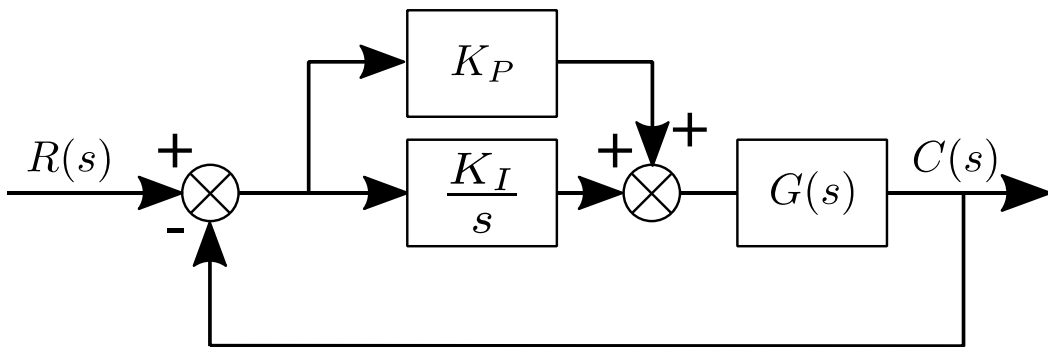 K_P
+
+
+
R(s)
K_I
s
G(s)
C(s)
-